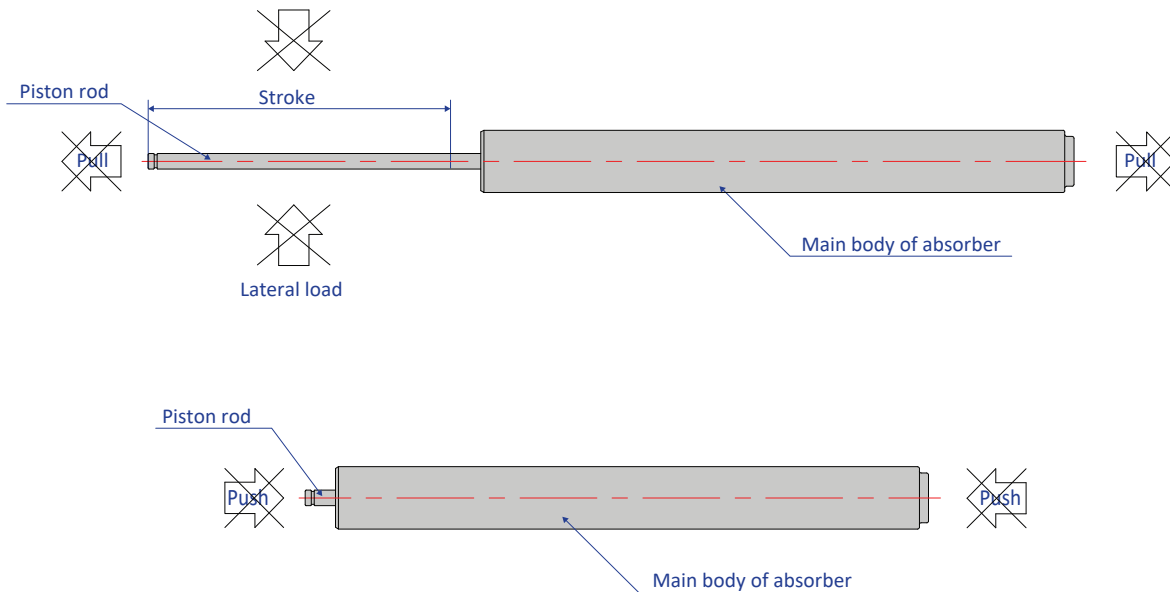 Piston rod
Stroke
Pull
Pull
Main body of absorber
Lateral load
Piston rod
Push
Push
Main body of absorber